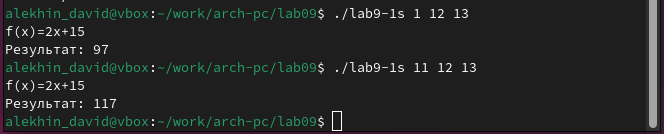 alekhin_david@vbox:~/work/arch-pc/lab09$ ./lab9-1s 1 12 13
f(x)=2x+15
Результат: 97
alekhin_david@vbox:~/work/arch-pc/lab09$ ./lab9-1s 11 12 13
f(x)=2x+15
Результат: 117
alekhin_david@vbox:~/work/arch-pc/lab09$